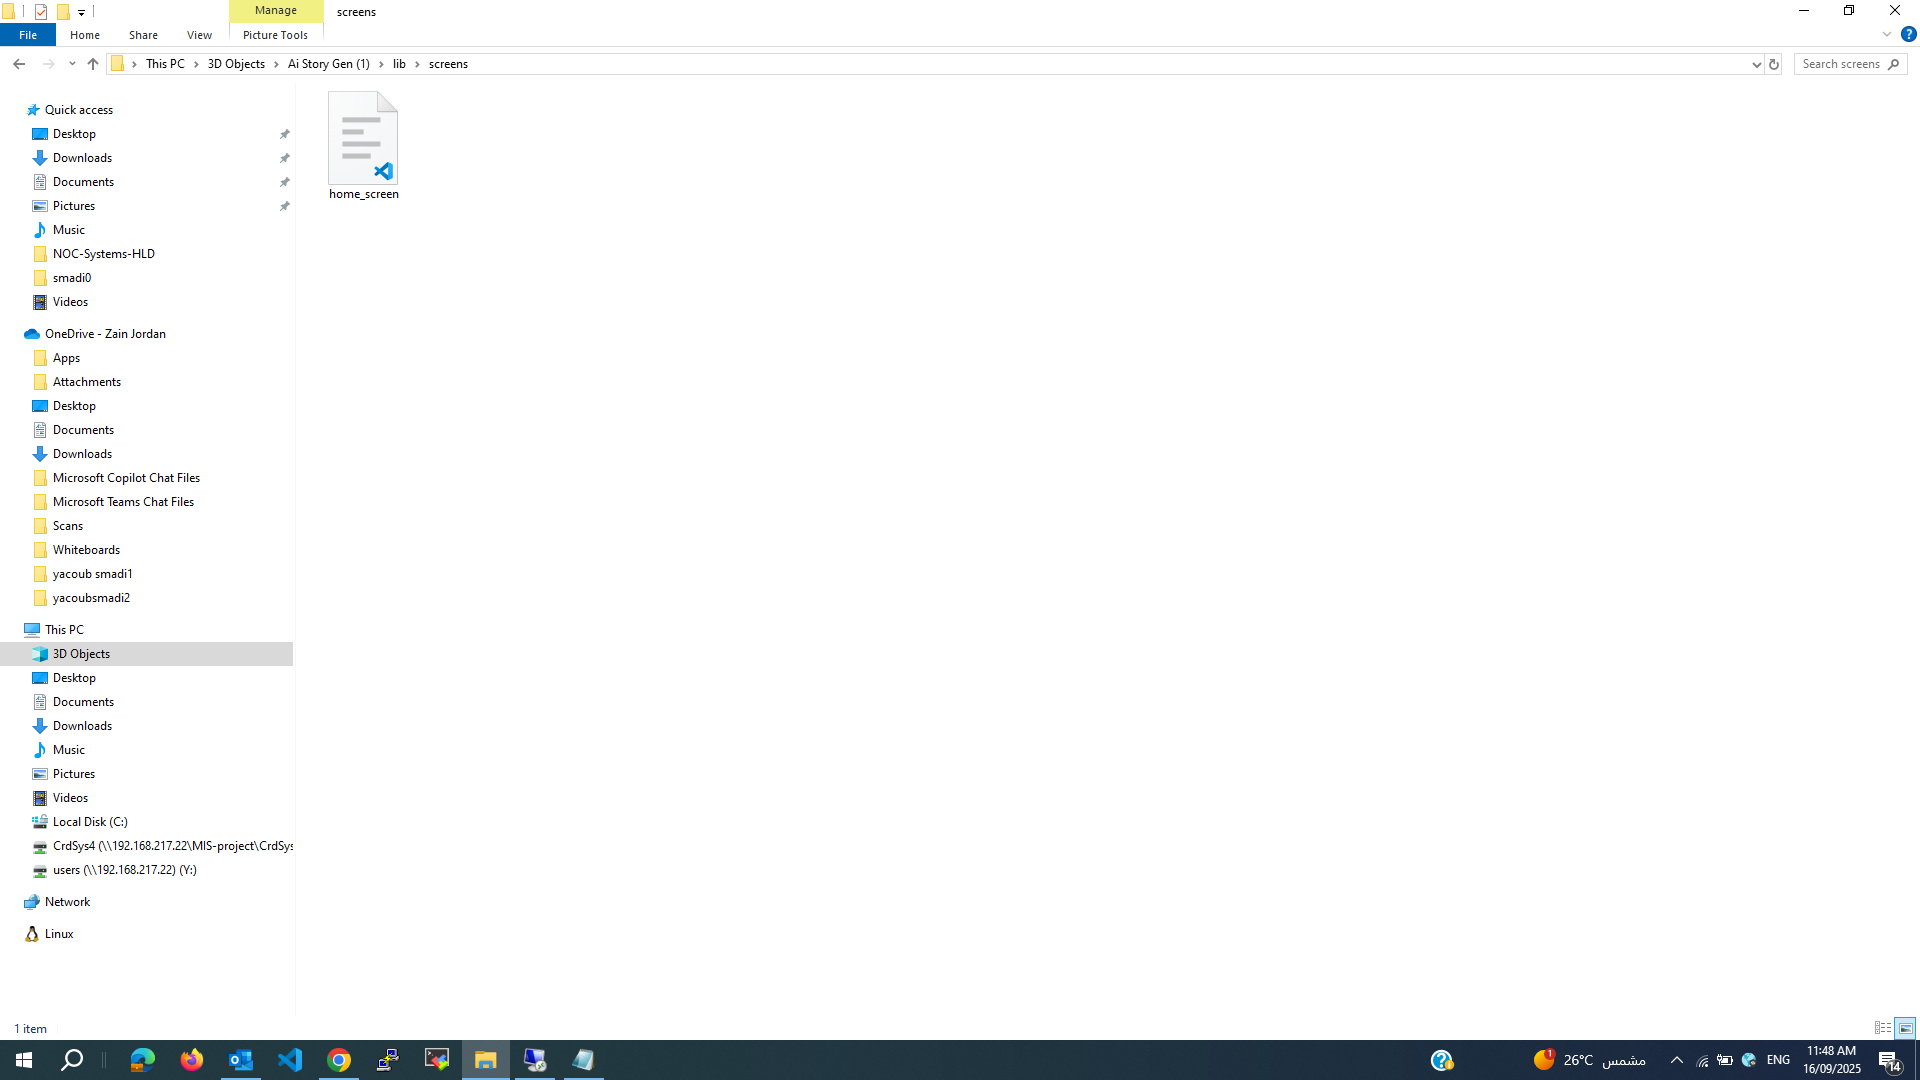 Manage
screens
File
Home
Share
View
Picture Tools
This PC
3D Objects
Ai Story Gen (1)
lib
screens
Search screens
Quick access
Desktop
Downloads
Documents
Pictures
Music
NOC-Systems-HLD
smadi0
Videos
OneDrive - Zain Jordan
Apps
Attachments
Desktop
Documents
Downloads
Microsoft Copilot Chat Files
Microsoft Teams Chat Files
Scans
Whiteboards
yacoub smadi1
yacoubsmadi2
This PC
3D Objects
Desktop
Documents
Downloads
Music
Pictures
Videos
Local Disk (C:)
CrdSys4 (\\192.168.217.22\MIS-project\CrdSys
users (\\192.168.217.22) (Y:)
Network
Linux
home_screen
1 item
1
26°C مشمس
ENG
11:48 AM
16/09/2025
14